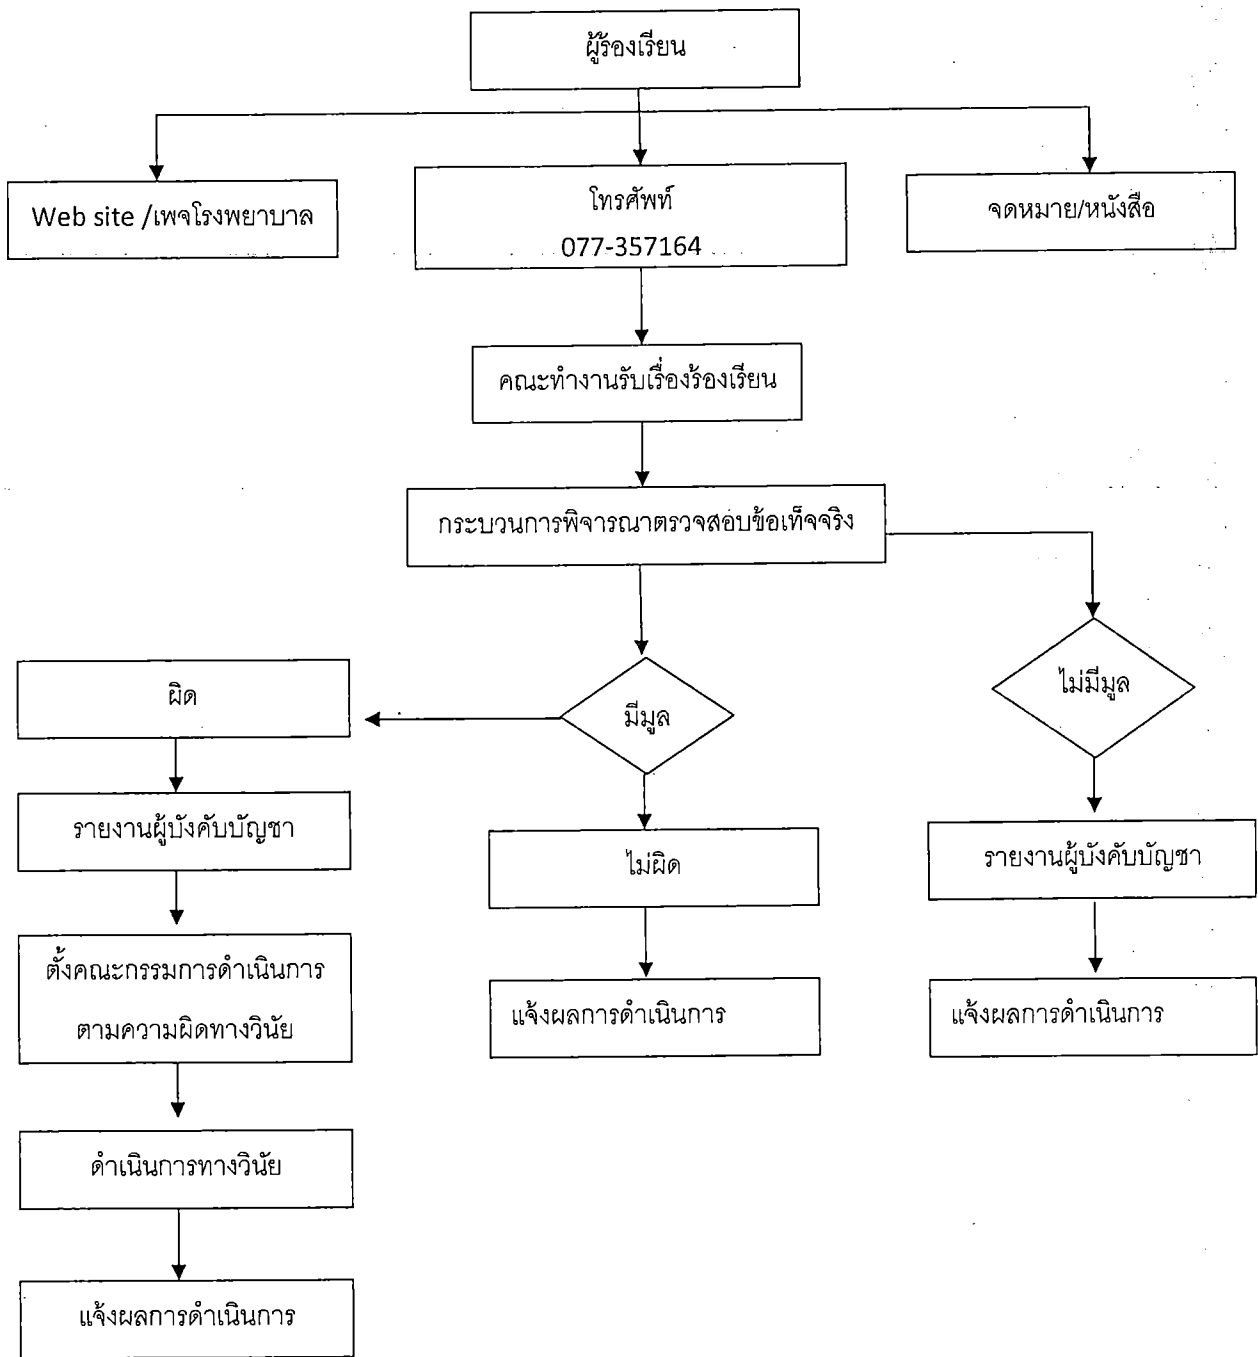 ผู้ร้องเรียน
Web site /เพจโรงพยาบาล
โทรศัพท์
077-357164
จดหมาย/หนังสือ
คณะทำงานรับเรื่องร้องเรียน
กระบวนการพิจารณาตรวจสอบข้อเท็จจริง
ไม่มีมูล
มีมูล
ผิด
รายงานผู้บังคับบัญชา
ไม่ผิด
รายงานผู้บังคับบัญชา
ตั้งคณะกรรมการดำเนินการ
ตามความผิดทางวินัย
แจ้งผลการดำเนินการ
แจ้งผลการดำเนินการ
ดำเนินการทางวินัย
แจ้งผลการดำเนินการ